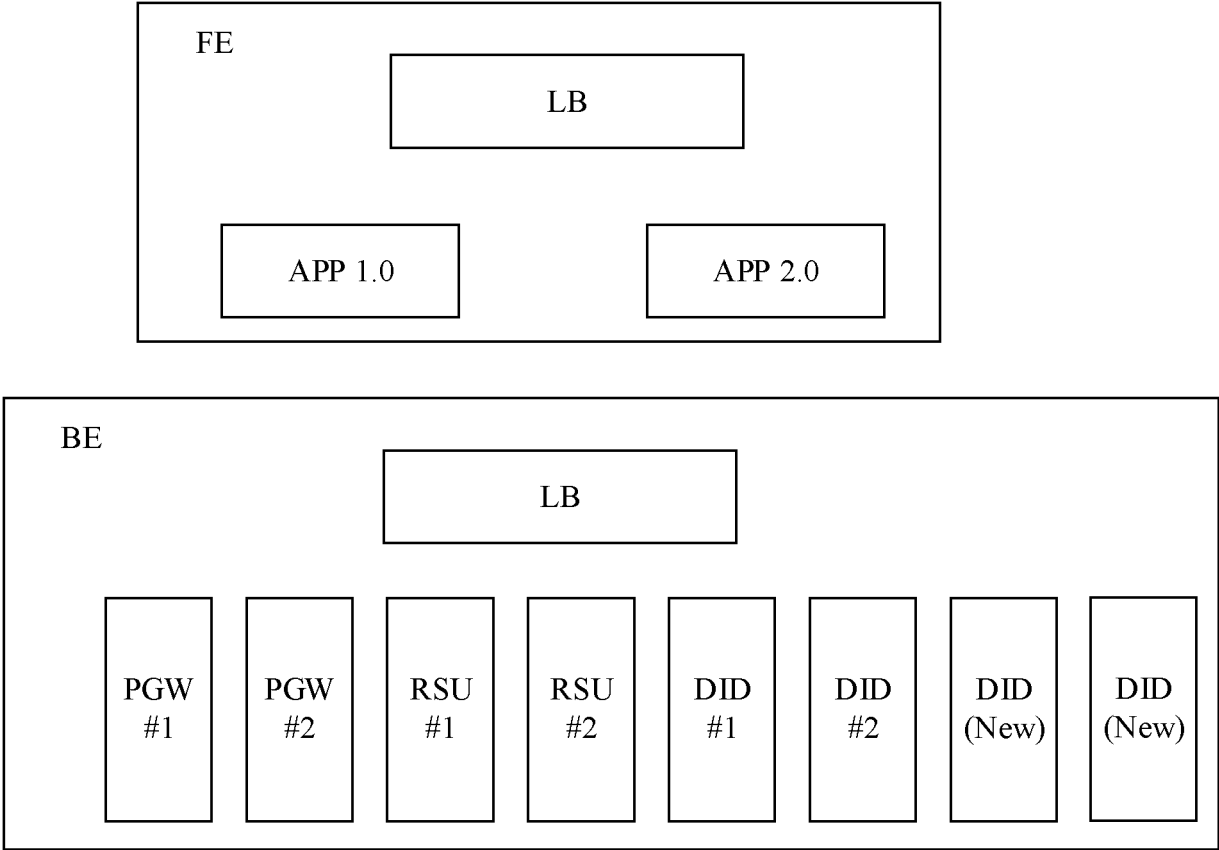 FE
LB
APP 1.0
APP 2.0
BE
LB
PGW
#1
PGW
#2
RSU
#1
RSU
#2
DID
#1
DID
#2
DID
(New)
DID
(New)